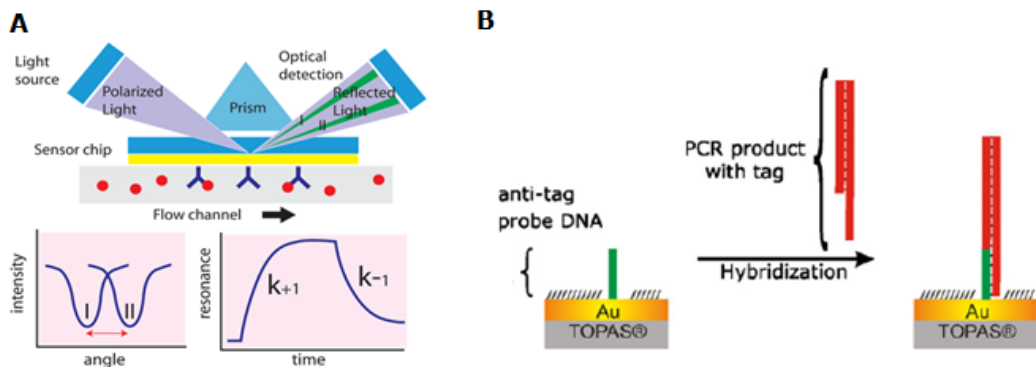 A
Light
source
Polarized
Light
Prism
Optical
detection
Reflected
Light
I
II
Sensor chip
Flow channel
intensity
I
II
angle
resonance
k+1
k-1
time
B
anti-tag
probe DNA
PCR product
with tag
Hybridization
Au
TOPAS®
Au
TOPAS®